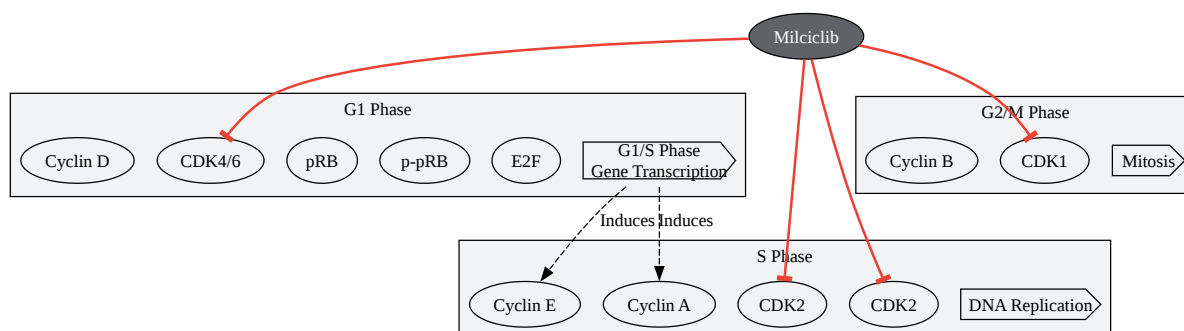 Milciclib
G1 Phase
G2/M Phase
Cyclin D
CDK4/6
pRB
p-pRB
E2F
G1/S Phase
Gene Transcription
Cyclin B
CDK1
Mitosis
Induces
Induces
S Phase
Cyclin E
Cyclin A
CDK2
CDK2
DNA Replication